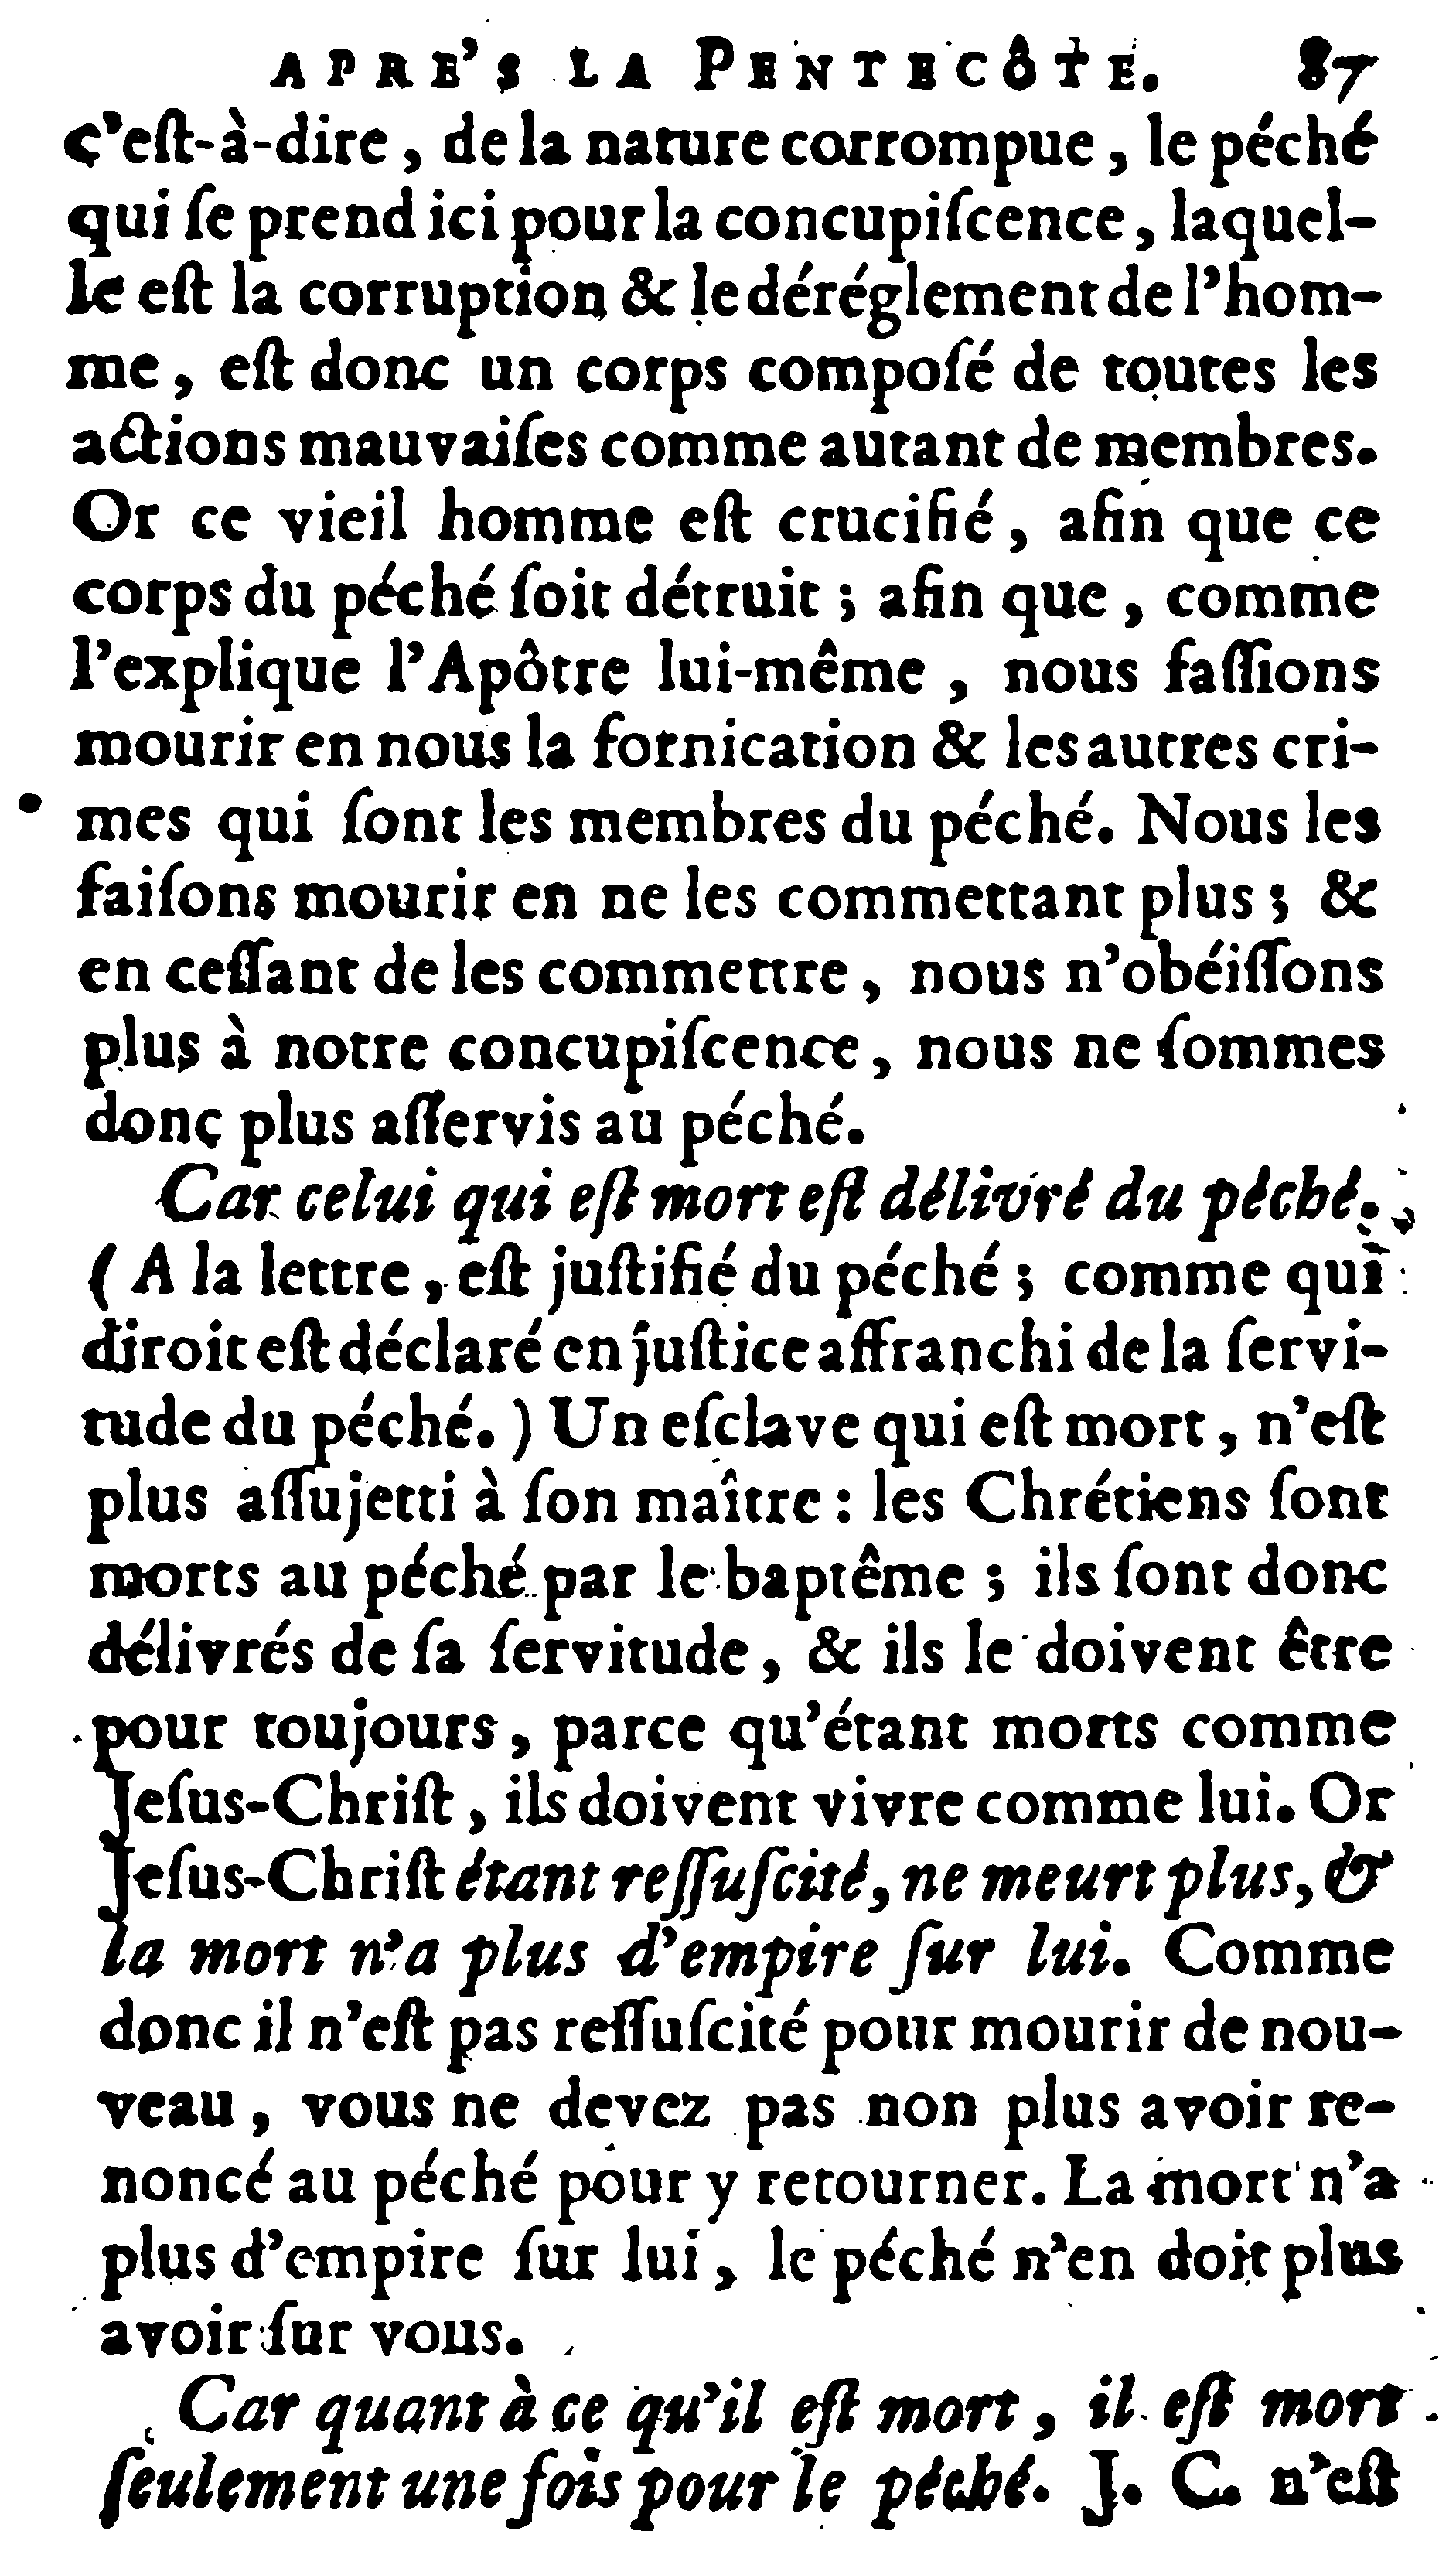 APRE'S LA PENTECÔTE. 87
c'eſt-à-dire, de la nature corrompue, le péché
qui ſe prend ici pour la concupiſcence, laquel-
le eſt la corruption & le déréglement de l'hom-
me, eſt donc un corps compoſé de toutes les
actions mauvaiſes comme autant de membres.
Or ce vieil homme eſt crucifié, afin que ce
corps du péché ſoit détruit; afin que, comme
l'explique l'Apôtre lui-même, nous faſſions
mourir en nous la fornication & les autres cri-
mes qui ſont les membres du péché. Nous les
faiſons mourir en ne les commettant plus; &
en ceſſant de les commettre, nous n'obéiſſons
plus à notre concupiſcence, nous ne ſommes
donc plus aſſervis au péché.
Car celui qui eſt mort eſt délivré du péché.
(A la lettre, eſt juſtifié du péché; comme qui
diroit eſt déclaré en juſtice affranchi de la ſervi-
tude du péché.) Un eſclave qui eſt mort, n'eſt
plus aſſujetti à ſon maître: les Chrétiens ſont
morts au péché par le baptême; ils ſont donc
délivrés de ſa ſervitude, & ils le doivent être
pour toujours, parce qu'étant morts comme
Jeſus-Chriſt, ils doivent vivre comme lui. Or
Jeſus-Chriſt étant reſſuſcité, ne meurt plus, &
la mort n'a plus d'empire ſur lui. Comme
donc il n'eſt pas reſſuſcité pour mourir de nou-
veau, vous ne devez pas non plus avoir re-
noncé au péché pour y retourner. La mort n'a
plus d'empire ſur lui, le péché n'en doit plus
avoir ſur vous.
Car quant à ce qu'il eſt mort, il eſt mort
ſeulement une fois pour le péché. J. C. n'eſt